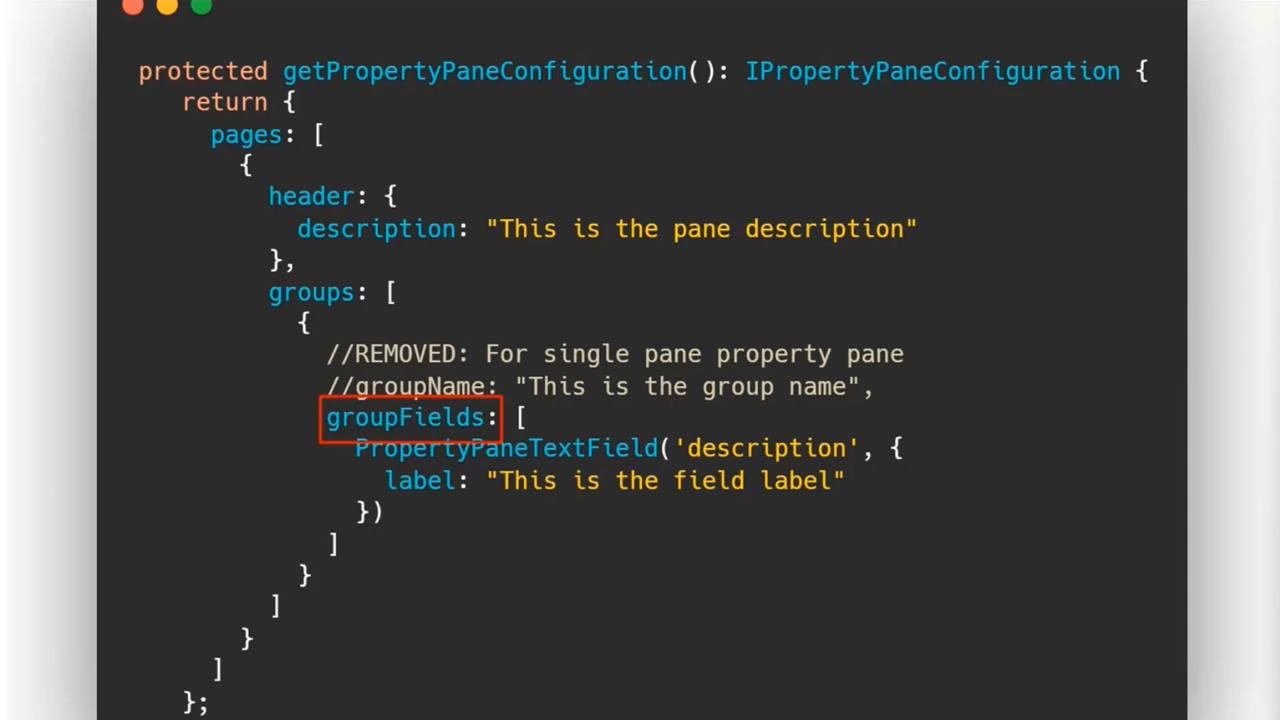 protected getPropertyPaneConfiguration(): IPropertyPaneConfiguration {
return {
pages: [
{
header: {
description: "This is the pane description"
},
groups: [
{
//REMOVED: For single pane property pane
//groupName: "This is the group name",
groupFields: [
PropertyPaneTextField('description', {
label: "This is the field label"
})
]
}
]
}
]
};